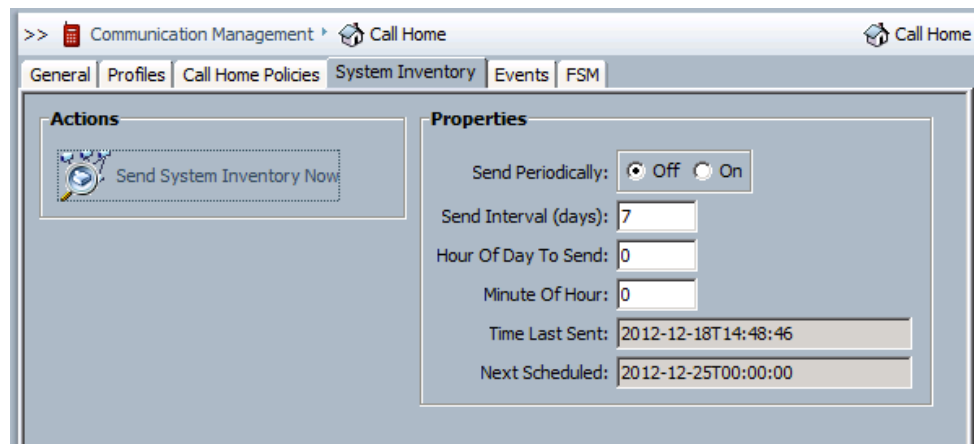 >> Communication Management Call Home Call Home
General Profiles Call Home Policies System Inventory Events FSM
Actions
Send System Inventory Now
Properties
Send Periodically: Off On
Send Interval (days): 7
Hour Of Day To Send: 0
Minute Of Hour: 0
Time Last Sent: 2012-12-18T14:48:46
Next Scheduled: 2012-12-25T00:00:00